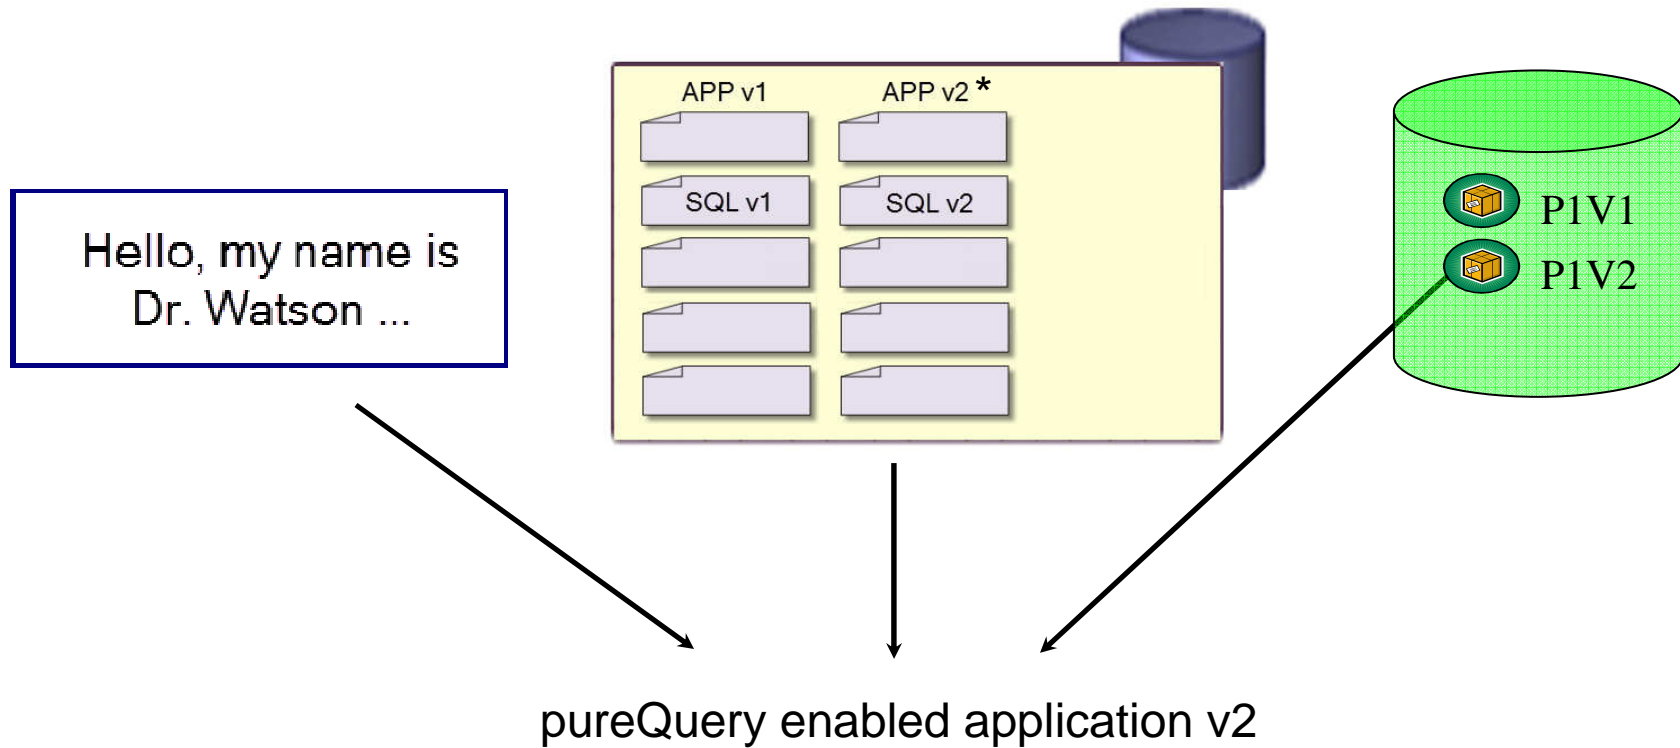 Hello, my name is
Dr. Watson ...
APP v1
APP v2 *
SQL v1
SQL v2
P1V1
P1V2
pureQuery enabled application v2